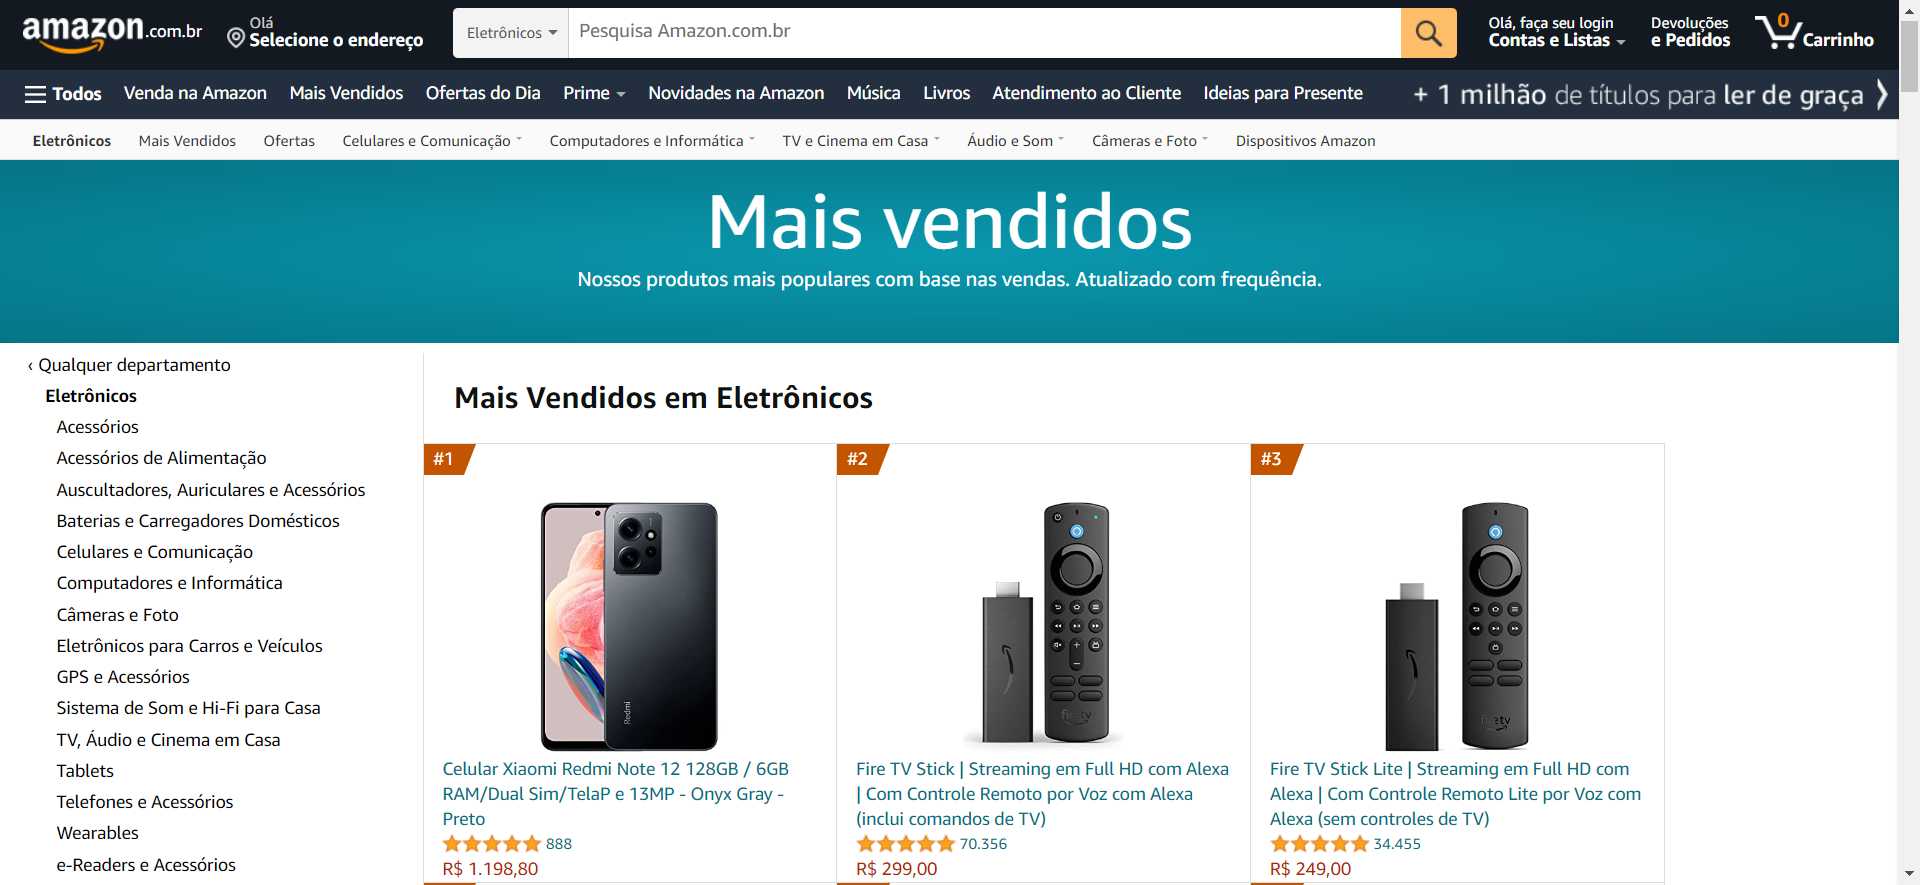 amazon.com.br
Olá
Selecione o endereço
Eletrônicos
Pesquisa Amazon.com.br
Olá, faça seu login
Contas e Listas
Devoluções
e Pedidos
0
Carrinho
Todos Venda na Amazon Mais Vendidos Ofertas do Dia Prime Novidades na Amazon Música Livros Atendimento ao Cliente Ideias para Presente + 1 milhão de títulos para ler de graça
Eletrônicos Mais Vendidos Ofertas Celulares e Comunicação Computadores e Informática TV e Cinema em Casa Áudio e Som Câmeras e Foto Dispositivos Amazon
Mais vendidos
Nossos produtos mais populares com base nas vendas. Atualizado com frequência.
‹ Qualquer departamento
Eletrônicos
Acessórios
Acessórios de Alimentação
Auscultadores, Auriculares e Acessórios
Baterias e Carregadores Domésticos
Celulares e Comunicação
Computadores e Informática
Câmeras e Foto
Eletrônicos para Carros e Veículos
GPS e Acessórios
Sistema de Som e Hi-Fi para Casa
TV, Áudio e Cinema em Casa
Tablets
Telefones e Acessórios
Wearables
e-Readers e Acessórios
Mais Vendidos em Eletrônicos
#1
Redmi
Celular Xiaomi Redmi Note 12 128GB / 6GB
RAM/Dual Sim/TelaP e 13MP - Onyx Gray -
Preto
888
R$ 1.198,80
#2
fire tv
Fire TV Stick | Streaming em Full HD com Alexa
| Com Controle Remoto por Voz com Alexa
(inclui comandos de TV)
70.356
R$ 299,00
#3
fire tv
Fire TV Stick Lite | Streaming em Full HD com
Alexa | Com Controle Remoto Lite por Voz com
Alexa (sem controles de TV)
34.455
R$ 249,00